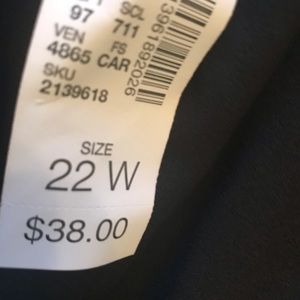 97 SCL
711
VEN FS
4865 CAR
SKU
2139618
SIZE
22 W
$38.00